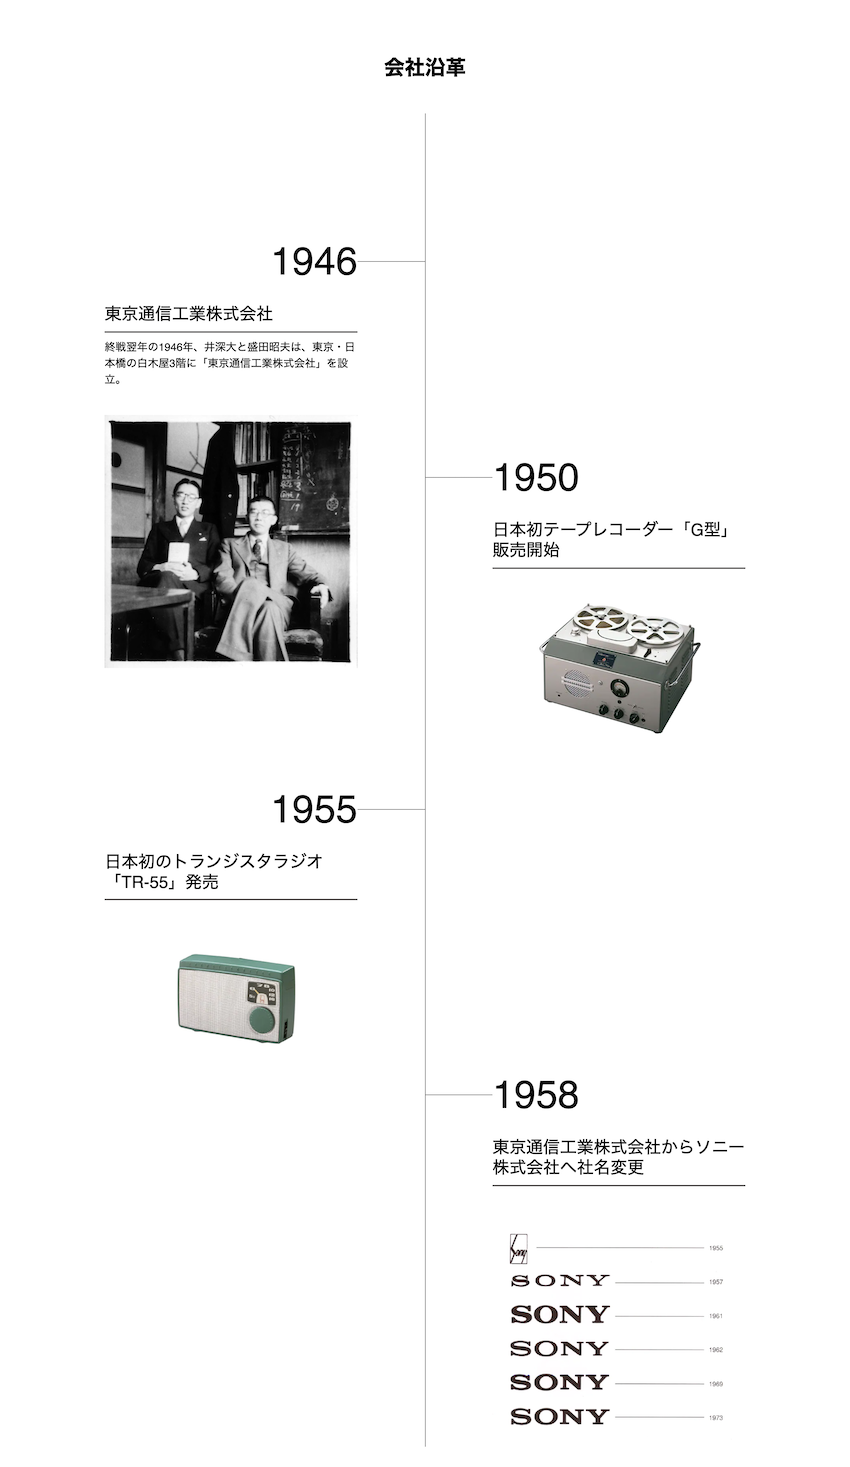 会社沿革
1946
東京通信工業株式会社
終戦翌年の1946年、井深大と盛田昭夫は、東京・日
本橋の白木屋3階に「東京通信工業株式会社」を設
立。
1950
日本初テープレコーダー「G型」
販売開始
1955
日本初のトランジスタラジオ
「TR-55」発売
1958
東京通信工業株式会社からソニー
株式会社へ社名変更
Sony 1955
SONY 1957
SONY 1961
SONY 1962
SONY 1969
SONY 1973